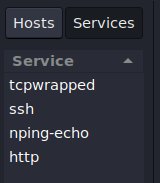 Hosts Services
Service
tcpwrapped
ssh
nping-echo
http